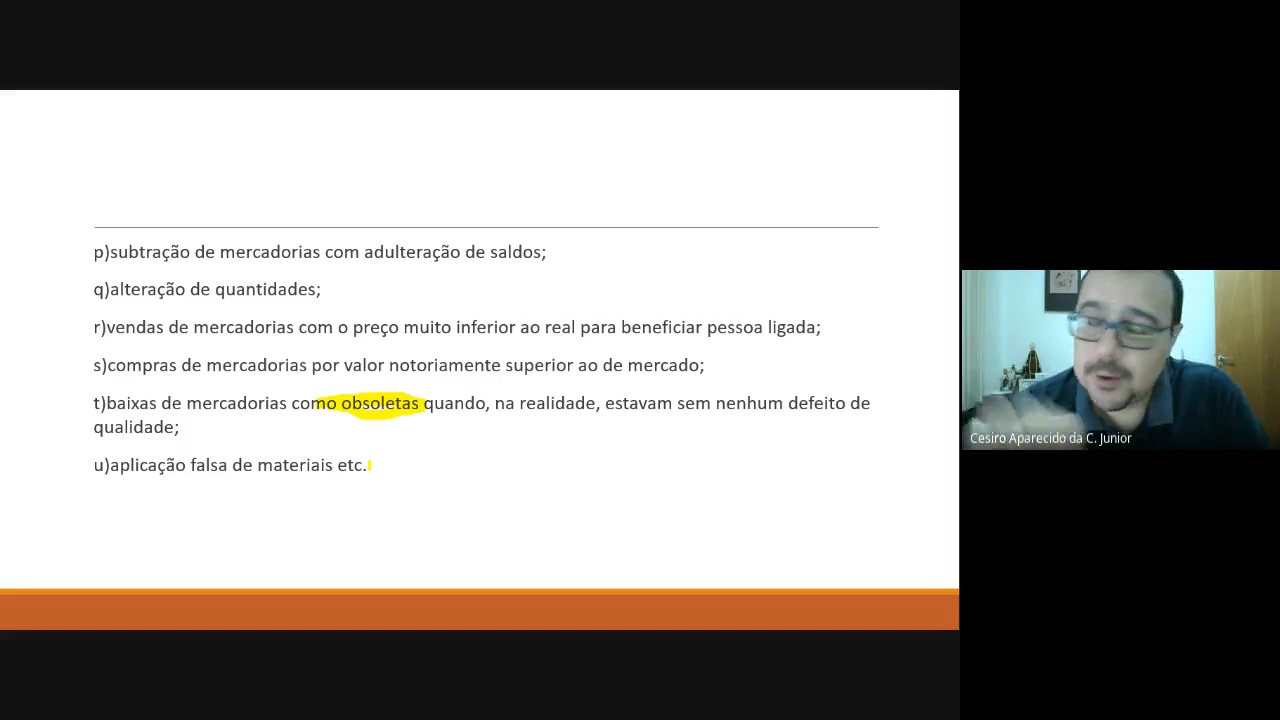 p)subtração de mercadorias com adulteração de saldos;
q)alteração de quantidades;
r)vendas de mercadorias com o preço muito inferior ao real para beneficiar pessoa ligada;
s)compras de mercadorias por valor notoriamente superior ao de mercado;
t)baixas de mercadorias como obsoletas quando, na realidade, estavam sem nenhum defeito de
qualidade;
u)aplicação falsa de materiais etc.
Cesiro Aparecido da C. Junior